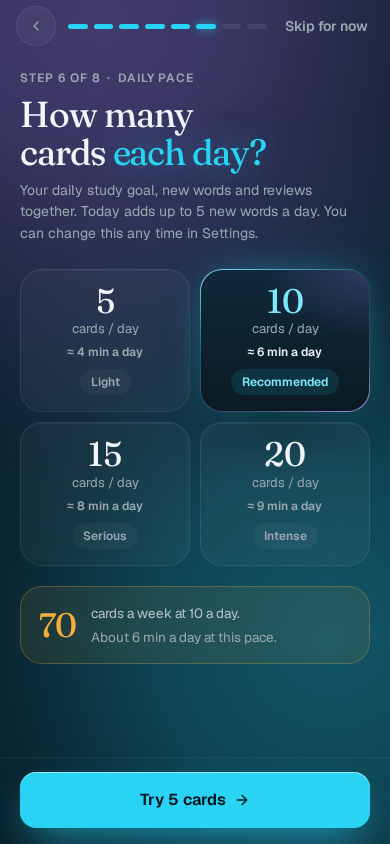 Skip for now
STEP 6 OF 8 · DAILY PACE
How many
cards each day?
Your daily study goal, new words and reviews
together. Today adds up to 5 new words a day. You
can change this any time in Settings.
5
cards / day
≈ 4 min a day
Light
10
cards / day
≈ 6 min a day
Recommended
15
cards / day
≈ 8 min a day
Serious
20
cards / day
≈ 9 min a day
Intense
70
cards a week at 10 a day.
About 6 min a day at this pace.
Try 5 cards →